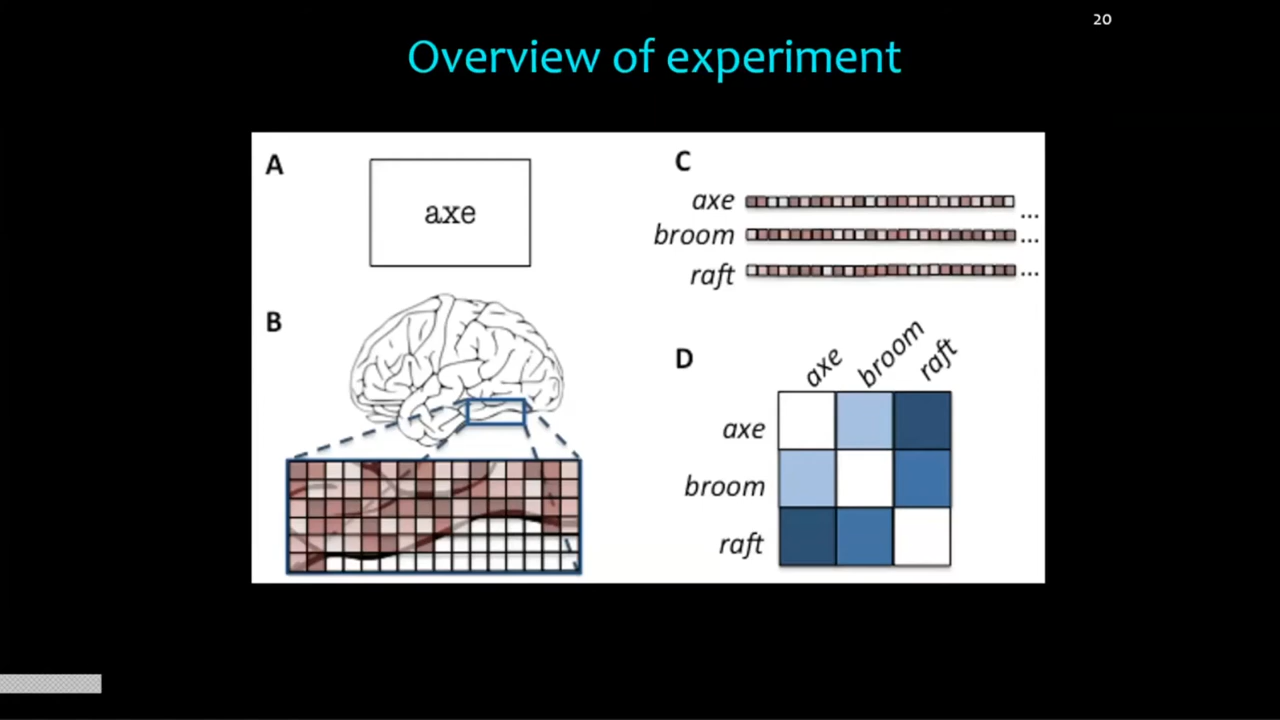 20
Overview of experiment
A
axe
B
C
axe ...
broom ...
raft ...
D
axe broom raft
axe
broom
raft